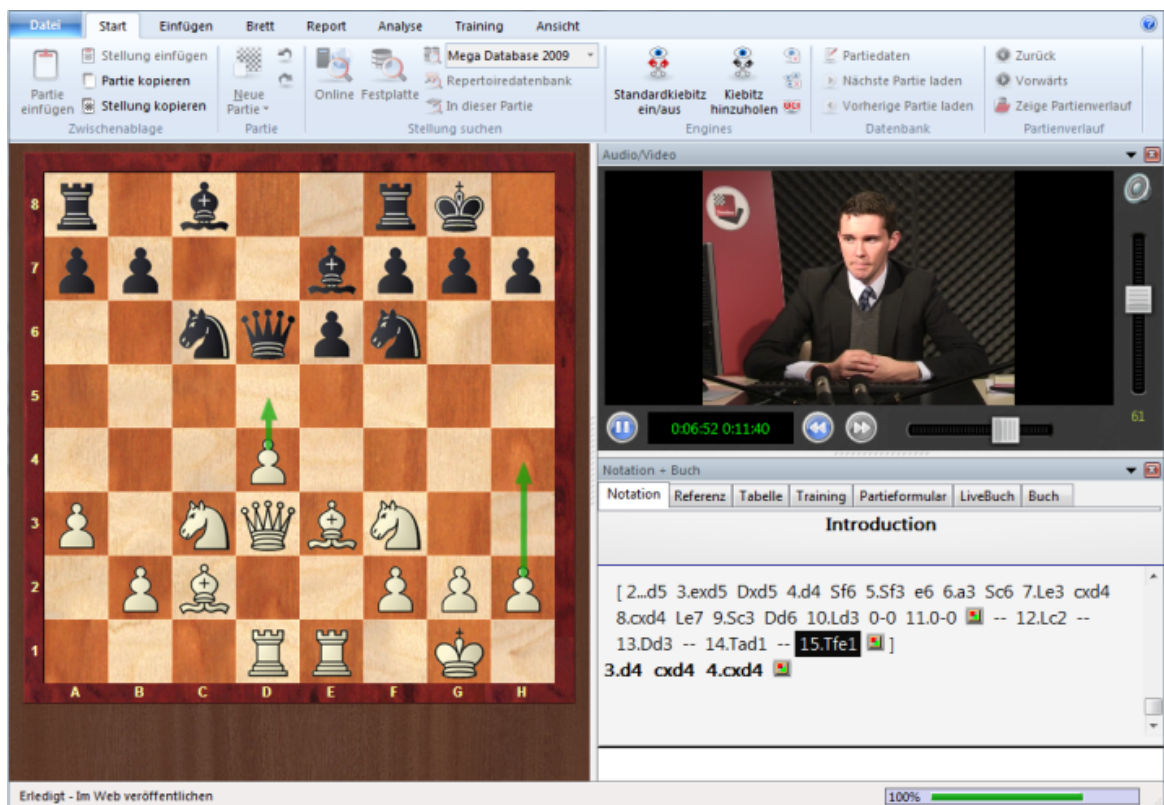 Datei Start Einfügen Brett Report Analyse Training Ansicht
Partie einfügen
Stellung einfügen
Partie kopieren
Stellung kopieren
Zwischenablage
Neue Partie
Partie
Online Festplatte
Mega Database 2009
Repertoiredatenbank
In dieser Partie
Stellung suchen
Standardkiebitz ein/aus
Kiebitz hinzuholen
Engines
Partiedaten
Nächste Partie laden
Vorherige Partie laden
Datenbank
Zurück
Vorwärts
Zeige Partienverlauf
Partienverlauf
8
7
6
5
4
3
2
1
A B C D E F G H
Audio/Video
0:06:52 0:11:40
61
Notation + Buch
Notation Referenz Tabelle Training Partieformular LiveBuch Buch
Introduction
[ 2...d5 3.exd5 Dxd5 4.d4 Sf6 5.Sf3 e6 6.a3 Sc6 7.Le3 cxd4
8.cxd4 Le7 9.Sc3 Dd6 10.Ld3 0-0 11.0-0 -- 12.Lc2 --
13.Dd3 -- 14.Tad1 -- 15.Tfe1 ]
3.d4 cxd4 4.cxd4
Erledigt - Im Web veröffentlichen
100%